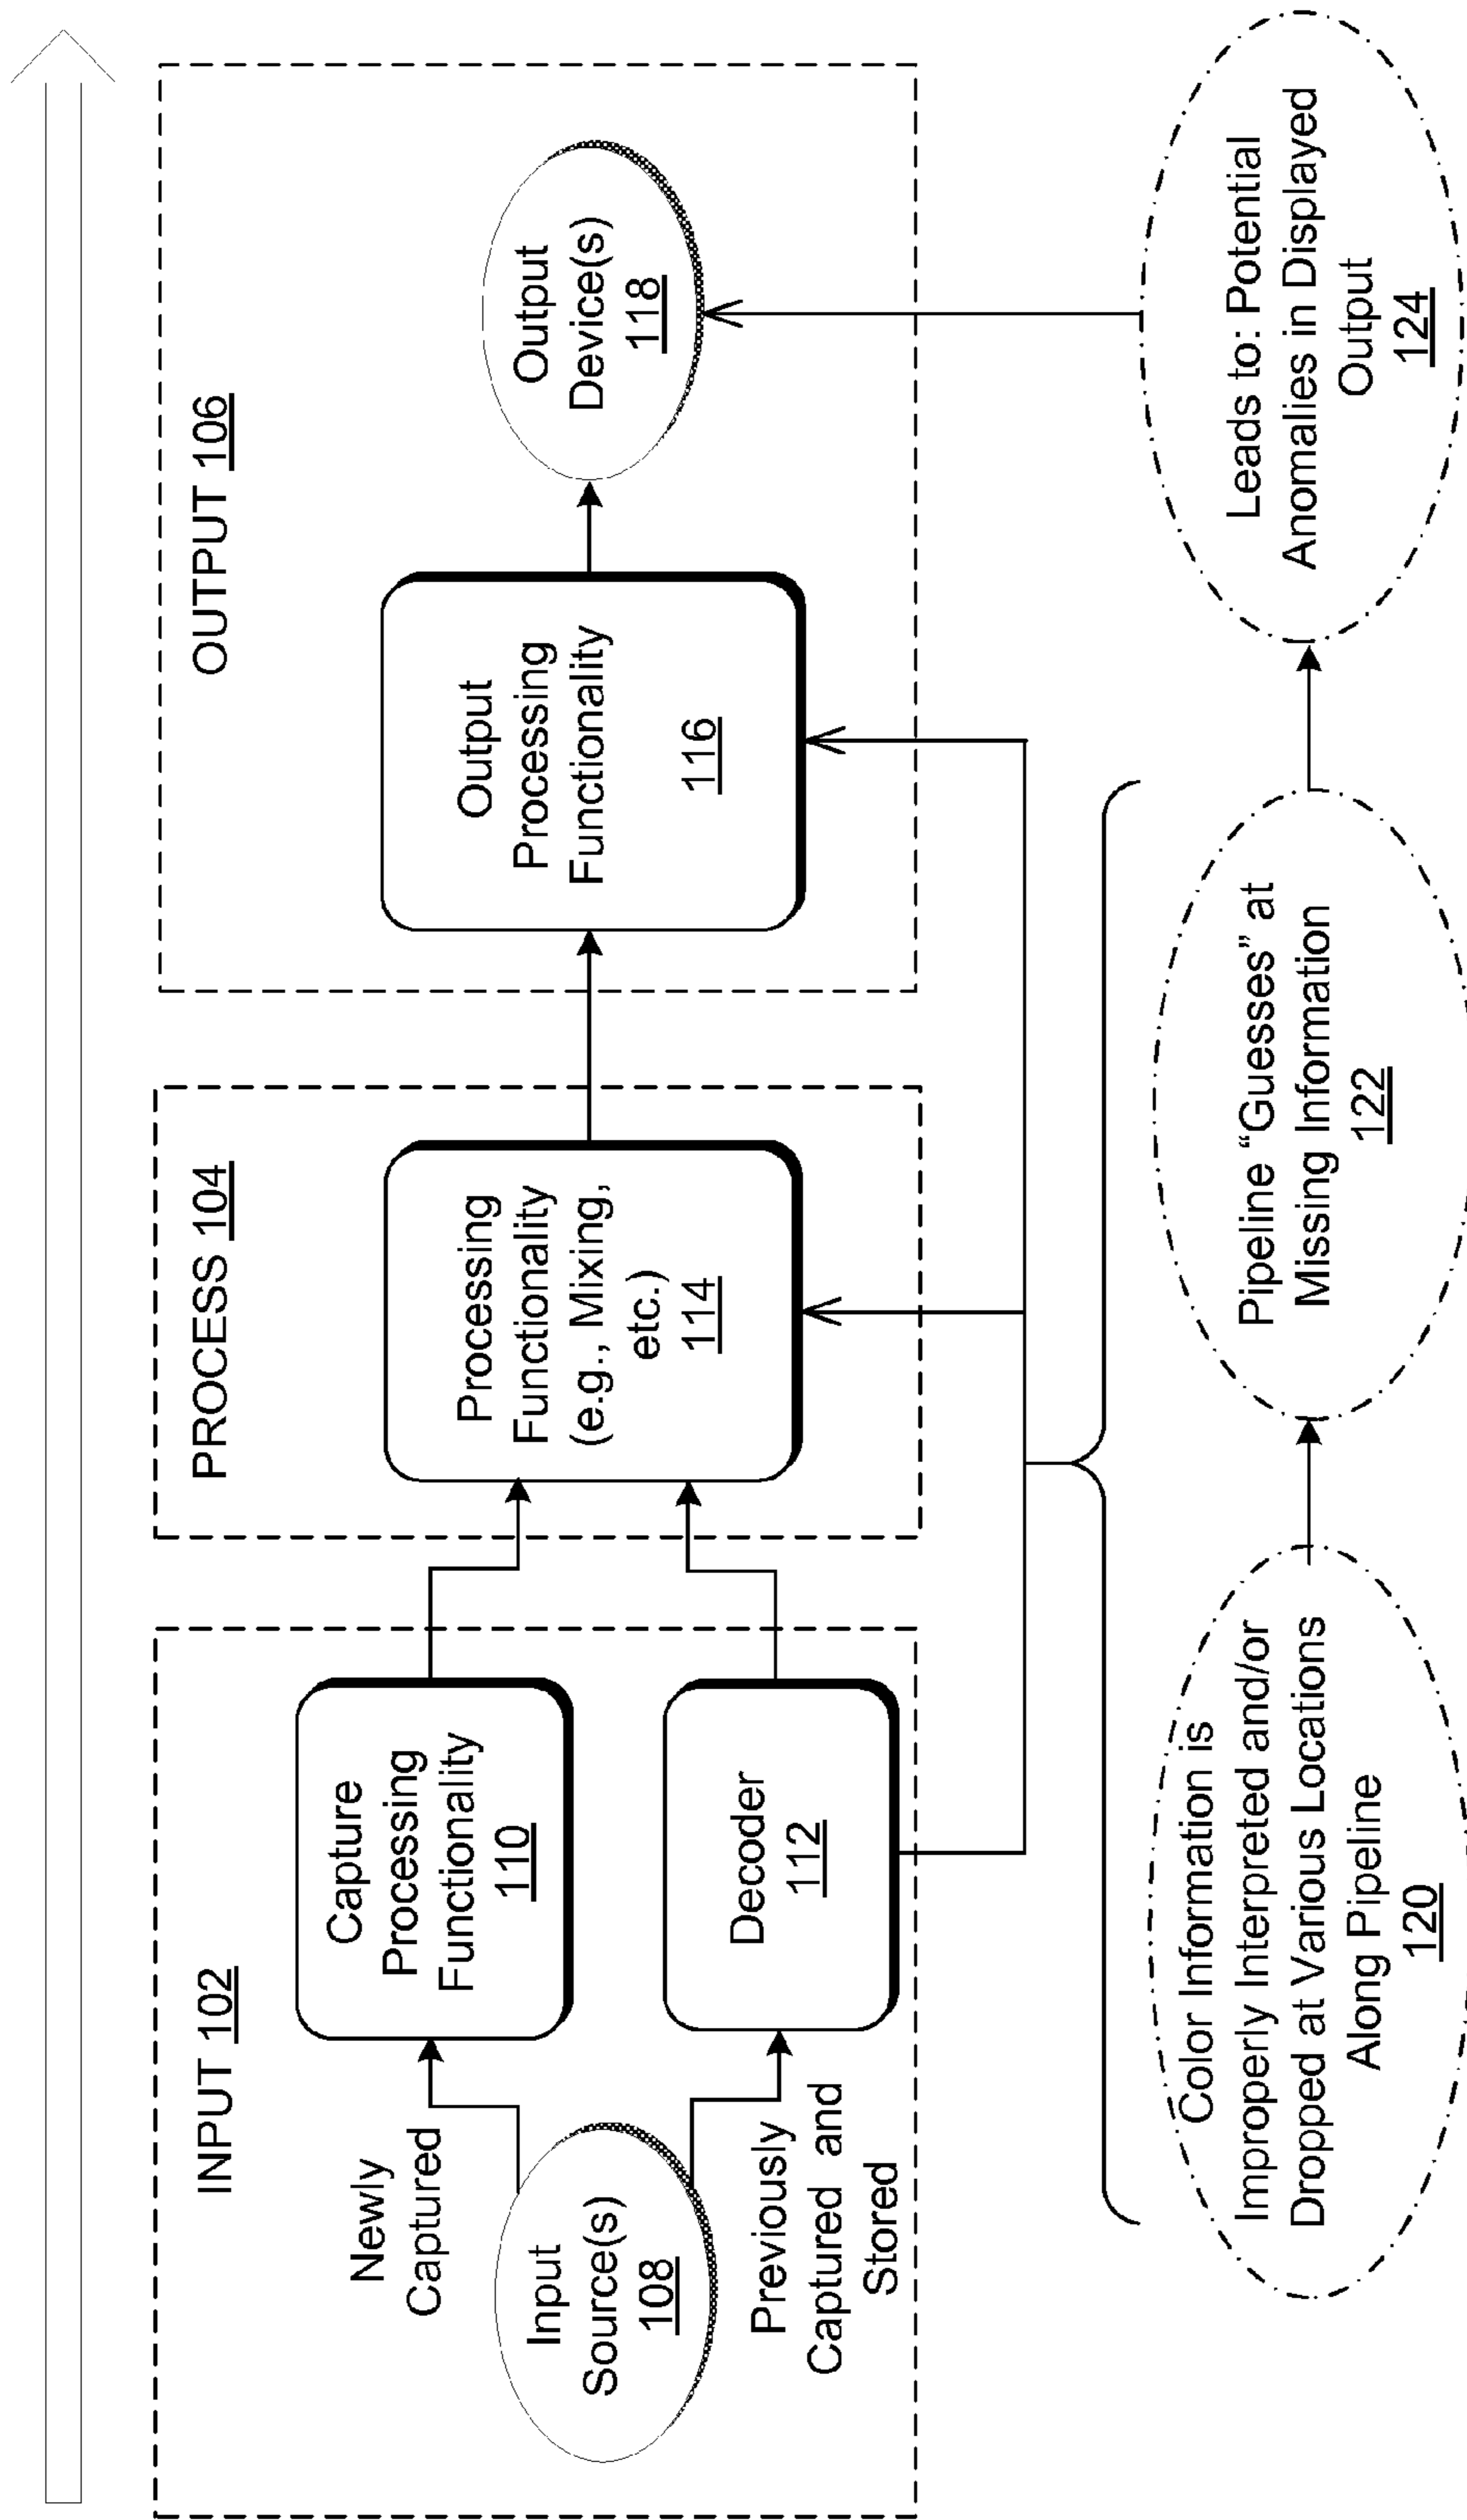 INPUT 102
Newly
Captured
Input
Source(s)
108
Previously
Captured and
Stored
Capture
Processing
Functionality
110
Decoder
112
PROCESS 104
Processing
Functionality
(e.g., Mixing,
etc.)
114
OUTPUT 106
Output
Processing
Functionality
116
Output
Device(s)
118
Color Information is
Improperly Interpreted and/or
Dropped at Various Locations
Along Pipeline
120
Pipeline “Guesses” at
Missing Information
122
Leads to: Potential
Anomalies in Displayed
Output
124